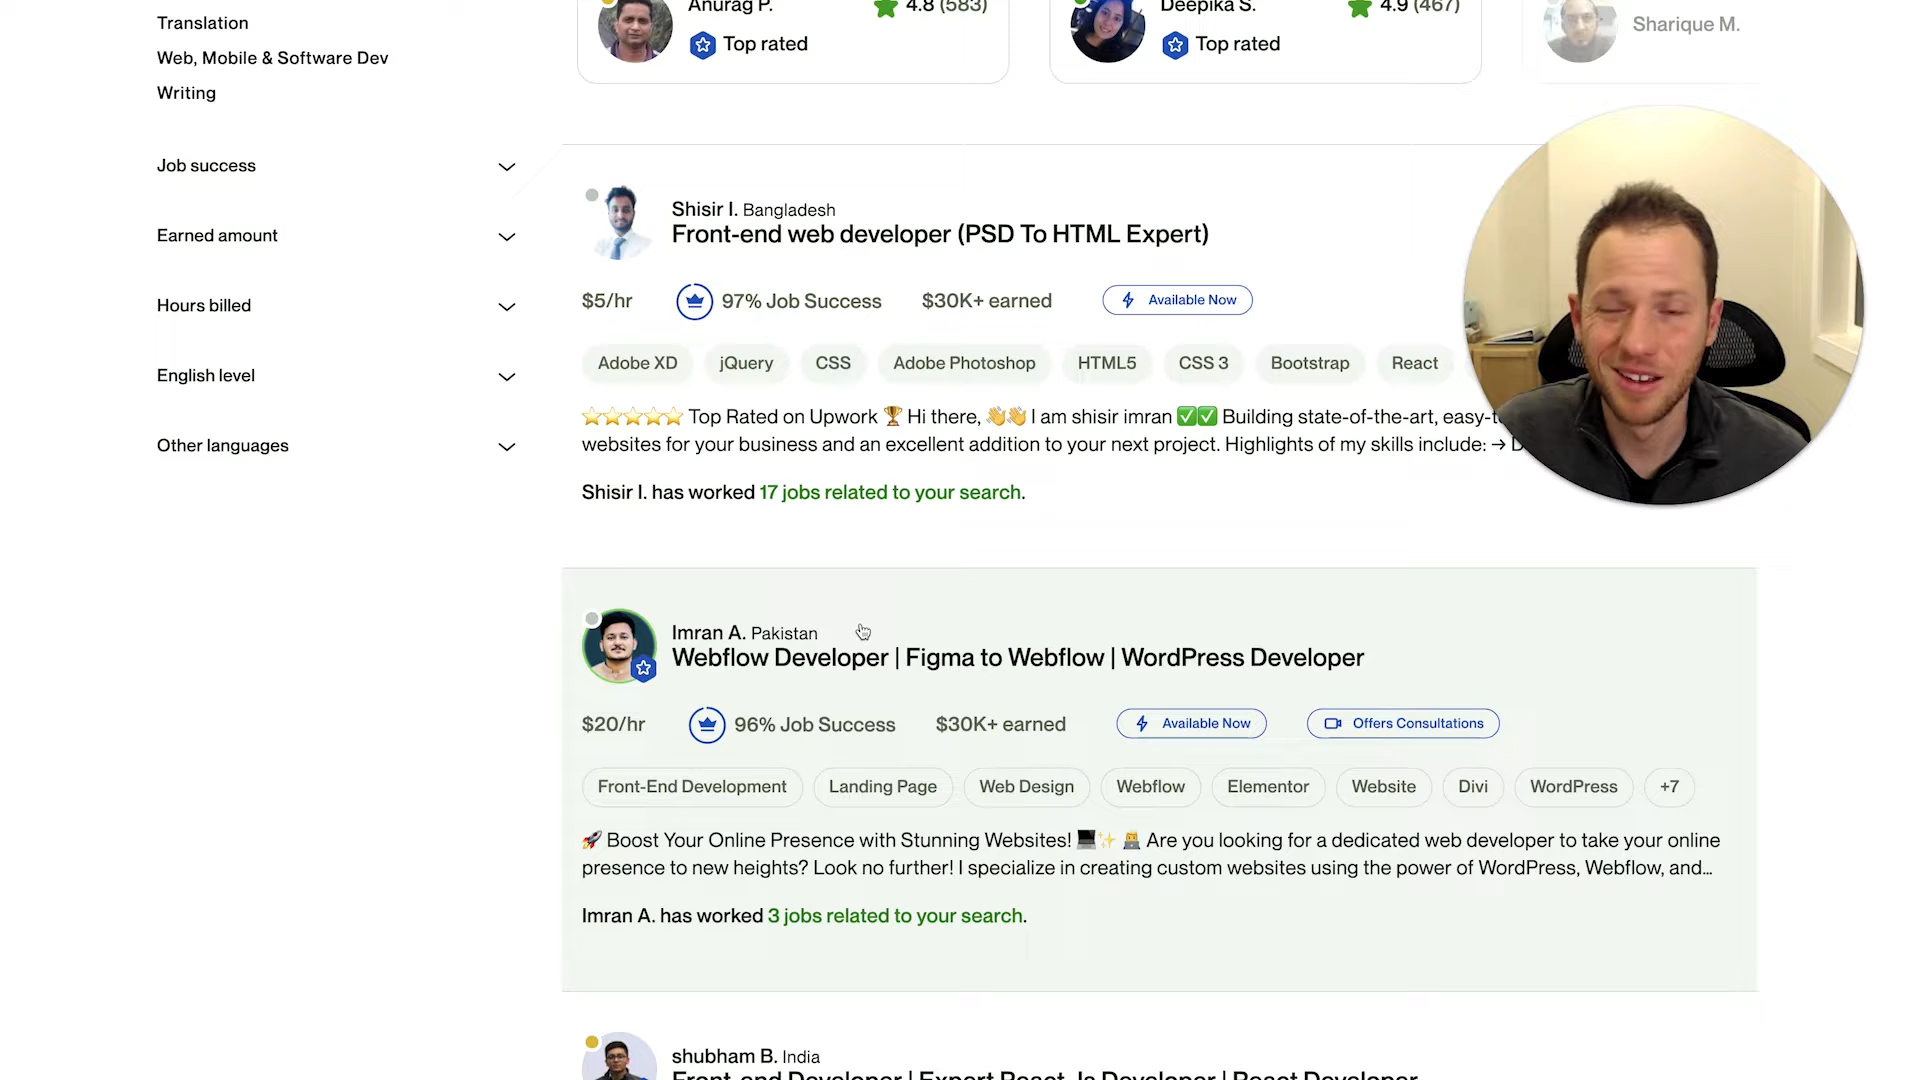 Translation
Web, Mobile & Software Dev
Writing
Job success
Earned amount
Hours billed
English level
Other languages
Anurag P. 4.8 (583)
Top rated
Deepika S. 4.9 (467)
Top rated
Sharique M.
Shisir I. Bangladesh
Front-end web developer (PSD To HTML Expert)
$5/hr 97% Job Success $30K+ earned Available Now
Adobe XD jQuery CSS Adobe Photoshop HTML5 CSS 3 Bootstrap React
⭐⭐⭐⭐⭐ Top Rated on Upwork 🏆 Hi there, 👋👋 I am shisir imran ✅✅ Building state-of-the-art, easy-t
websites for your business and an excellent addition to your next project. Highlights of my skills include: → D
Shisir I. has worked 17 jobs related to your search.
Imran A. Pakistan
Webflow Developer | Figma to Webflow | WordPress Developer
$20/hr 96% Job Success $30K+ earned Available Now Offers Consultations
Front-End Development Landing Page Web Design Webflow Elementor Website Divi WordPress +7
🚀 Boost Your Online Presence with Stunning Websites! 💻✨ 👨‍💻 Are you looking for a dedicated web developer to take your online
presence to new heights? Look no further! I specialize in creating custom websites using the power of WordPress, Webflow, and...
Imran A. has worked 3 jobs related to your search.
shubham B. India
Front-end Developer | Expert React.Js Developer | React Developer